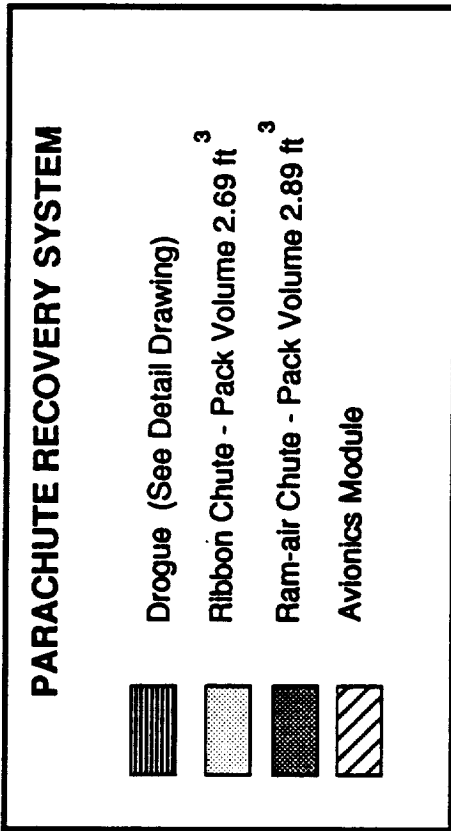 PARACHUTE RECOVERY SYSTEM
Drogue (See Detail Drawing)
Ribbon Chute - Pack Volume 2.69 ft³
Ram-air Chute - Pack Volume 2.89 ft³
Avionics Module